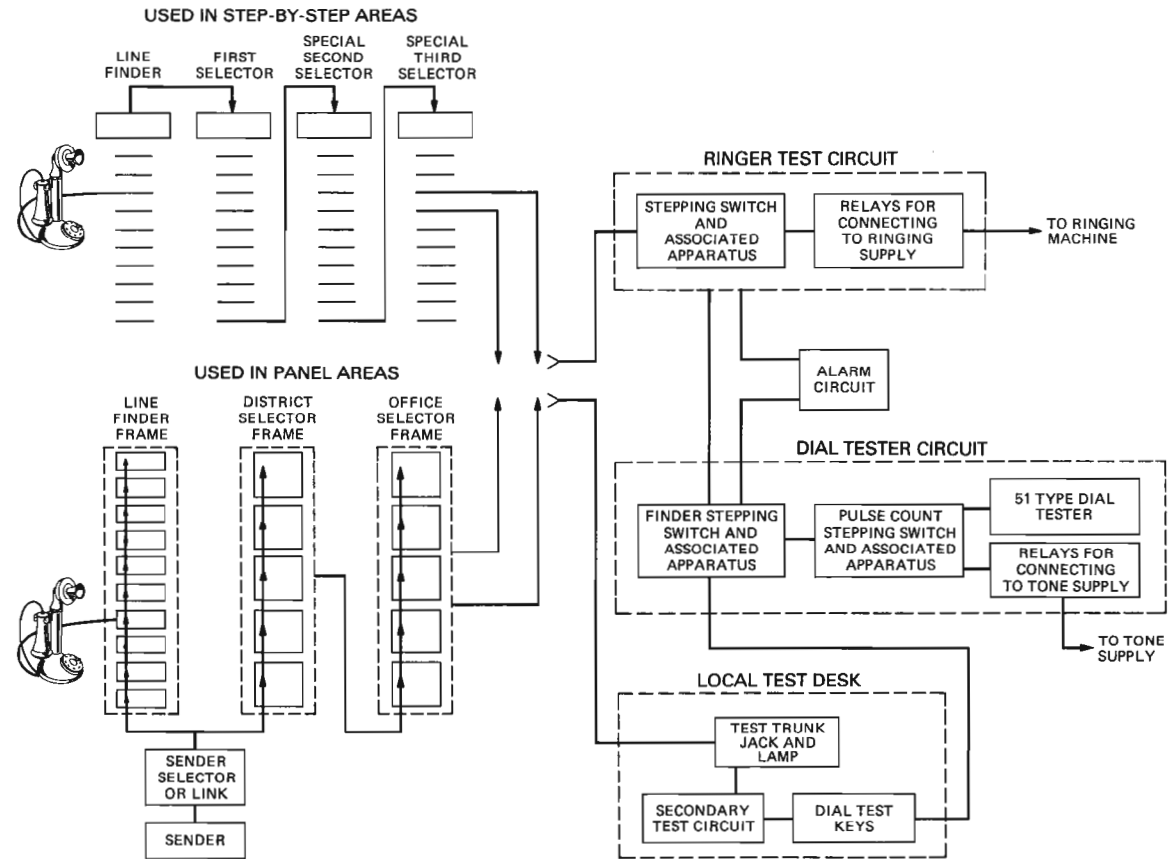 USED IN STEP-BY-STEP AREAS
LINE
FINDER
FIRST
SELECTOR
SPECIAL
SECOND
SELECTOR
SPECIAL
THIRD
SELECTOR
RINGER TEST CIRCUIT
STEPPING SWITCH
AND
ASSOCIATED
APPARATUS
RELAYS FOR
CONNECTING
TO RINGING
SUPPLY
TO RINGING
MACHINE
ALARM
CIRCUIT
USED IN PANEL AREAS
LINE
FINDER
FRAME
DISTRICT
SELECTOR
FRAME
OFFICE
SELECTOR
FRAME
DIAL TESTER CIRCUIT
FINDER STEPPING
SWITCH AND
ASSOCIATED
APPARATUS
PULSE COUNT
STEPPING SWITCH
AND ASSOCIATED
APPARATUS
51 TYPE DIAL
TESTER
RELAYS FOR
CONNECTING
TO TONE SUPPLY
TO TONE
SUPPLY
LOCAL TEST DESK
TEST TRUNK
JACK AND
LAMP
SECONDARY
TEST CIRCUIT
DIAL TEST
KEYS
SENDER
SELECTOR
OR LINK
SENDER